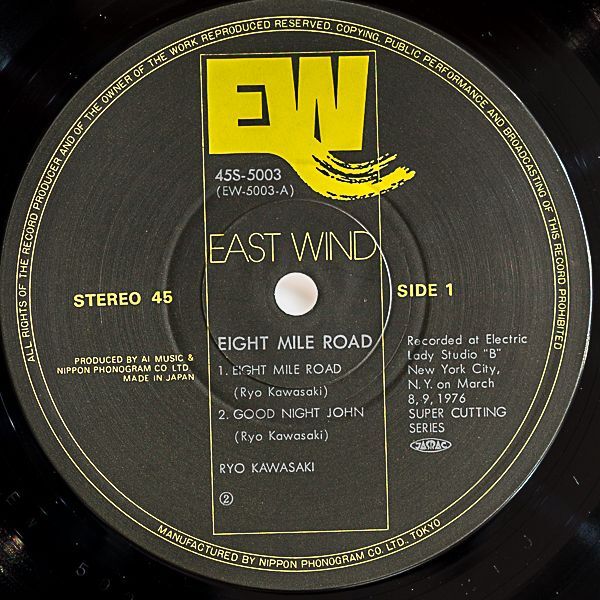 ALL RIGHTS OF THE RECORD PRODUCER AND OF THE OWNER OF THE WORK REPRODUCED RESERVED. COPYING, PUBLIC PERFORMANCE AND BROADCASTING OF THIS RECORD PROHIBITED
EW
45S-5003
(EW-5003-A)
EAST WIND
STEREO 45
SIDE 1
PRODUCED BY AI MUSIC &
NIPPON PHONOGRAM CO. LTD.
MADE IN JAPAN
EIGHT MILE ROAD
1. EIGHT MILE ROAD
(Ryo Kawasaki)
2. GOOD NIGHT JOHN
(Ryo Kawasaki)
RYO KAWASAKI
②
Recorded at Electric
Lady Studio "B"
New York City,
N.Y. on March
8, 9, 1976
SUPER CUTTING
SERIES
JASRAC
MANUFACTURED BY NIPPON PHONOGRAM CO. LTD., TOKYO